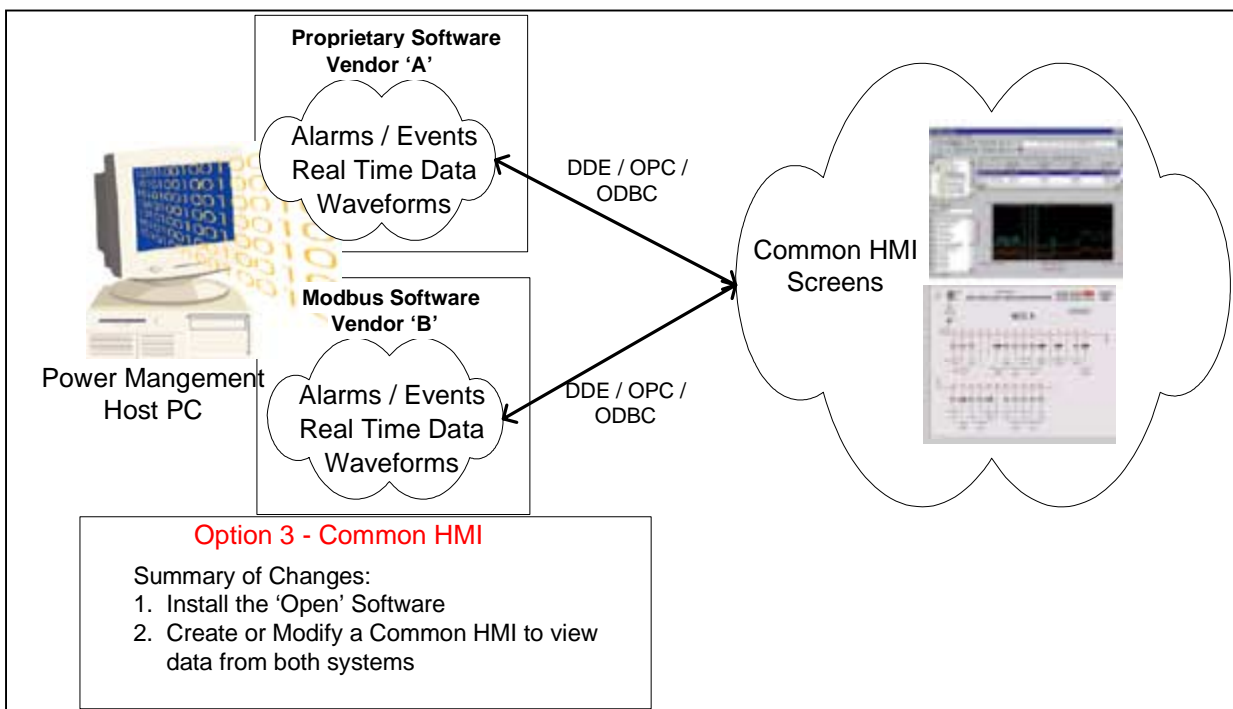 Proprietary Software
Vendor ‘A’
Alarms / Events
Real Time Data
Waveforms
DDE / OPC /
ODBC
Common HMI
Screens
Modbus Software
Vendor ‘B’
Power Mangement
Host PC
Alarms / Events
Real Time Data
Waveforms
DDE / OPC /
ODBC
Option 3 - Common HMI
Summary of Changes:
1. Install the ‘Open’ Software
2. Create or Modify a Common HMI to view
data from both systems